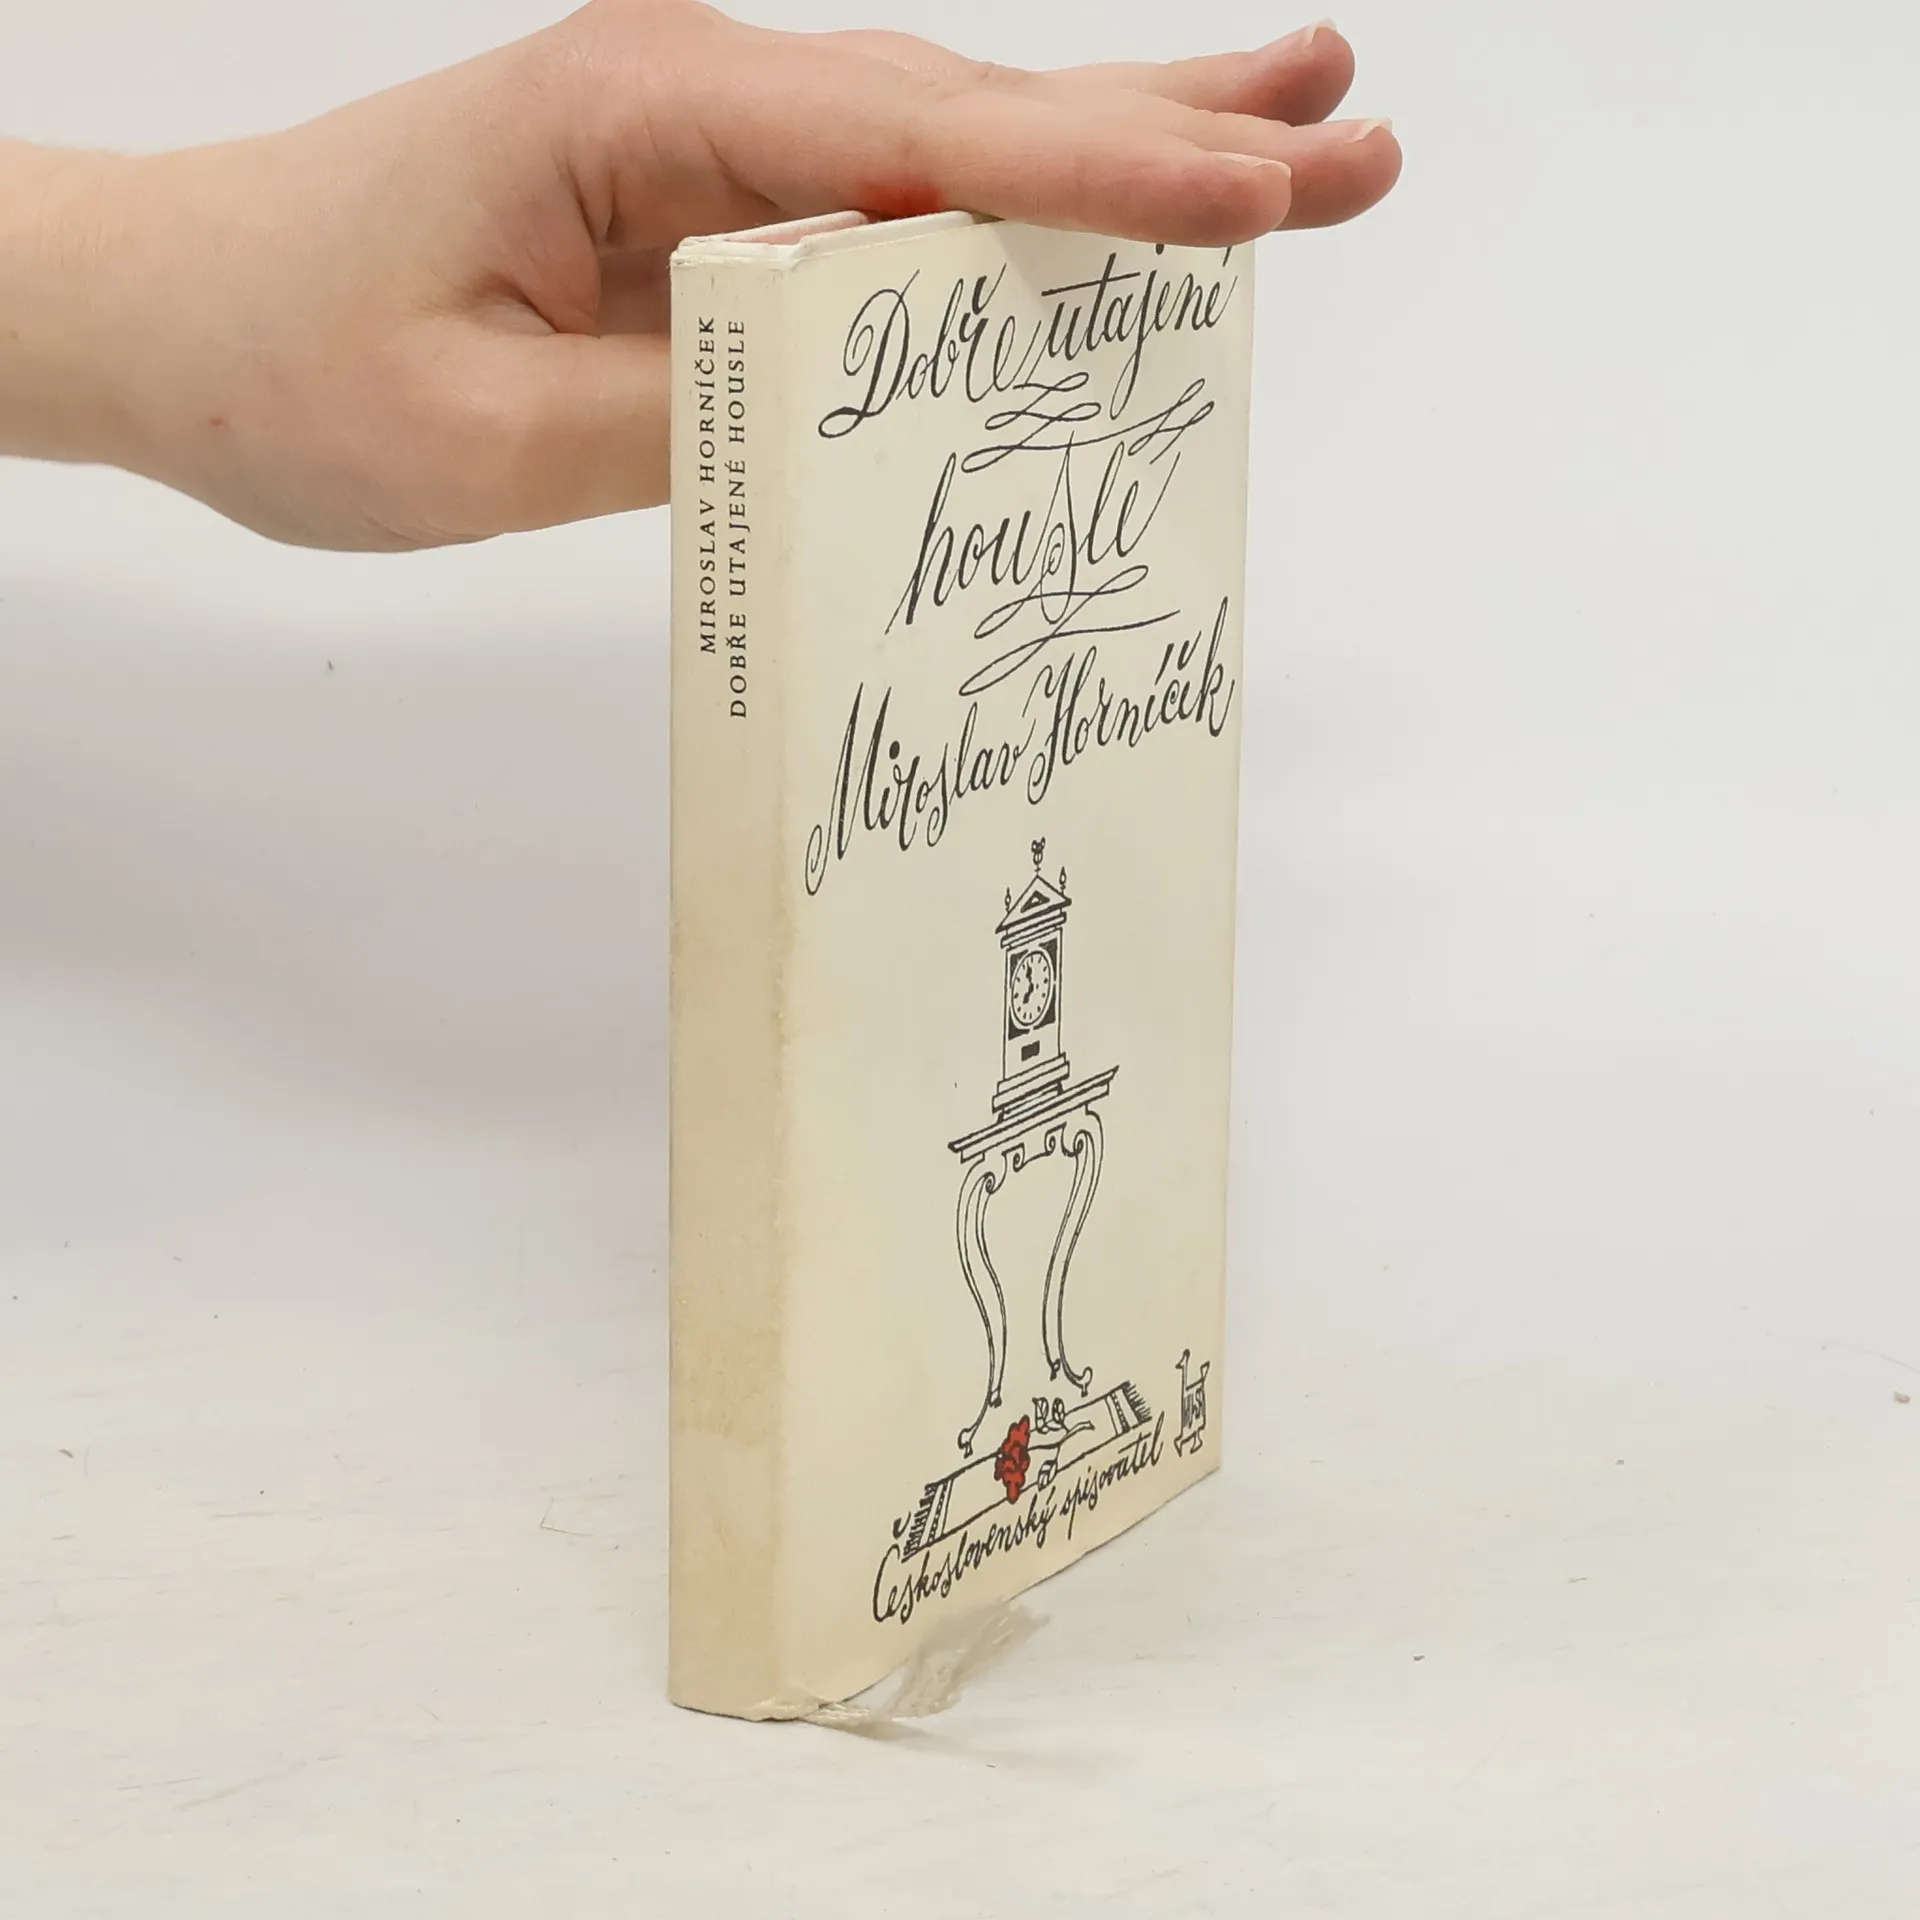 MIROSLAV HORNÍČEK
DOBŘE UTAJENÉ HOUSLE
Dobře utajené
housle
Miroslav Horníček
Československý spisovatel